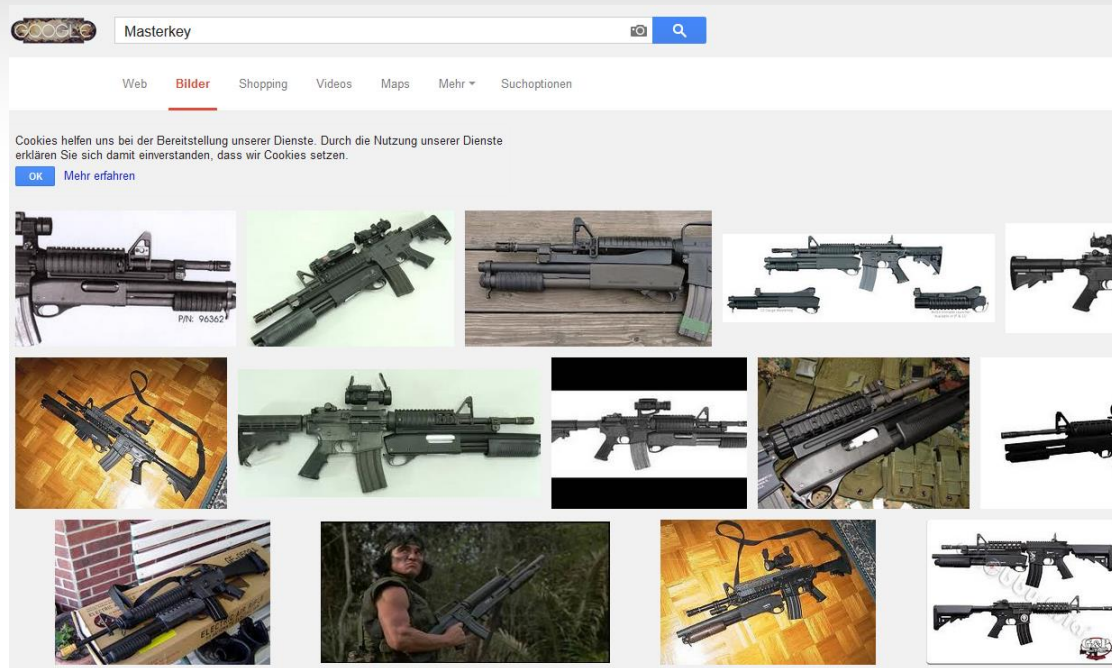 GOOGLE
Masterkey
Web Bilder Shopping Videos Maps Mehr Suchoptionen
Cookies helfen uns bei der Bereitstellung unserer Dienste. Durch die Nutzung unserer Dienste
erklären Sie sich damit einverstanden, dass wir Cookies setzen.
OK Mehr erfahren
P/N: 96362